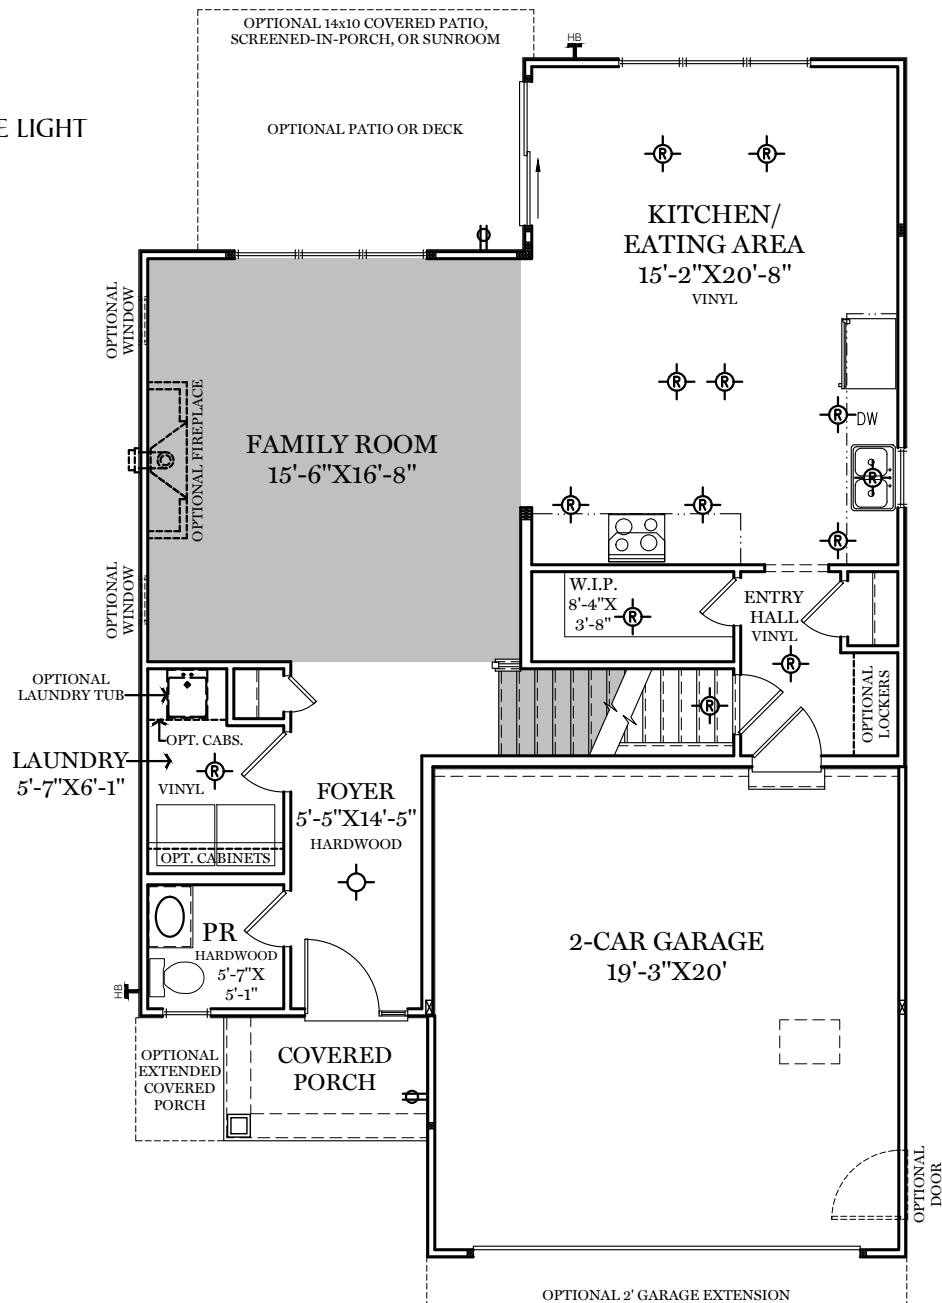 OPTIONAL 14x10 COVERED PATIO,
SCREENED-IN-PORCH, OR SUNROOM
HB
E LIGHT
OPTIONAL PATIO OR DECK
R
R
KITCHEN/
EATING AREA
15'-2"X20'-8"
VINYL
OPTIONAL
WINDOW
R
R
OPTIONAL FIREPLACE
R
DW
FAMILY ROOM
15'-6"X16'-8"
R
R
R
R
OPTIONAL
WINDOW
W.I.P.
8'-4"X
3'-8"
R
ENTRY
HALL
VINYL
R
OPTIONAL
LAUNDRY TUB
OPTIONAL
LOCKERS
R
OPT. CABS.
LAUNDRY
5'-7"X6'-1"
VINYL
R
FOYER
5'-5"X14'-5"
HARDWOOD
OPT. CABINETS
PR
HARDWOOD
5'-7"X
5'-1"
2-CAR GARAGE
19'-3"X20'
HB
OPTIONAL
EXTENDED
COVERED
PORCH
COVERED
PORCH
OPTIONAL
DOOR
OPTIONAL 2' GARAGE EXTENSION